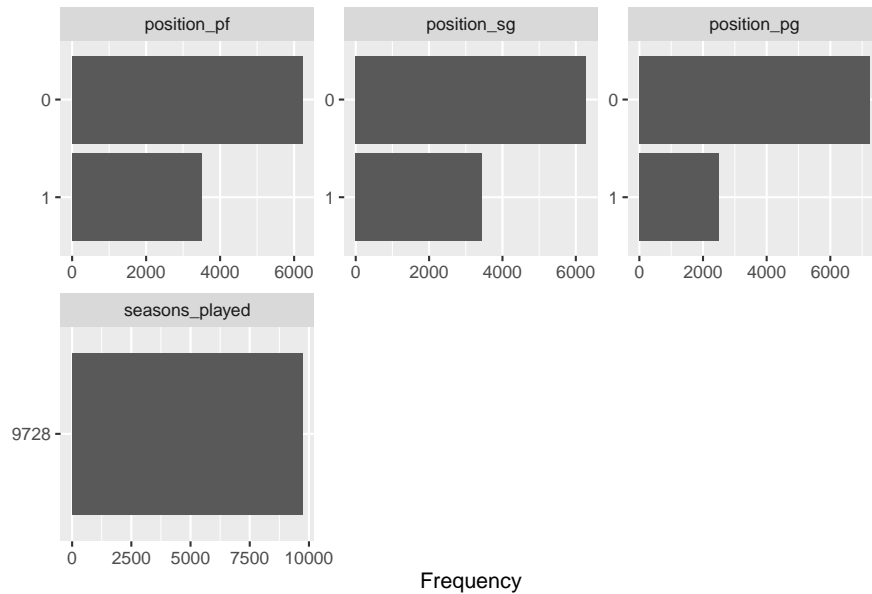 position_pf position_sg position_pg
0 0 0
1 1 1
0 2000 4000 6000 0 2000 4000 6000 0 2000 4000 6000
seasons_played
9728
0 2500 5000 7500 10000
Frequency